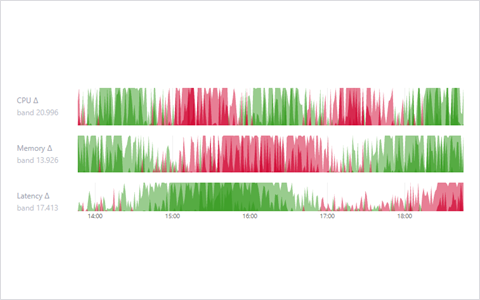 CPU Δ
band 20.996
Memory Δ
band 13.926
Latency Δ
band 17.413
14:00 15:00 16:00 17:00 18:00